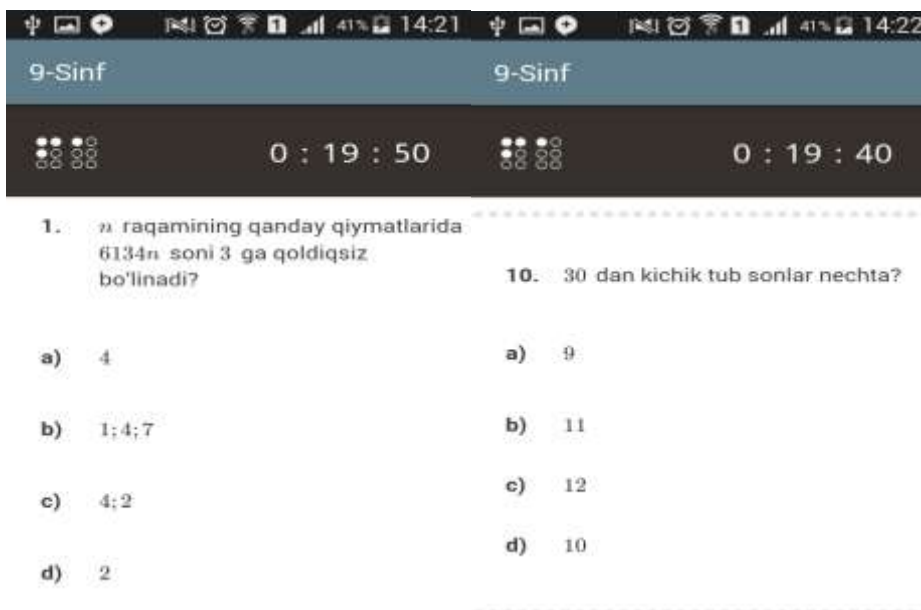 41% 14:21
9-Sinf
0 : 19 : 50
1. n raqamining qanday qiymatlarida
6134n soni 3 ga qoldiqsiz
bo'linadi?
a) 4
b) 1; 4; 7
c) 4; 2
d) 2
41% 14:22
9-Sinf
0 : 19 : 40
10. 30 dan kichik tub sonlar nechta?
a) 9
b) 11
c) 12
d) 10